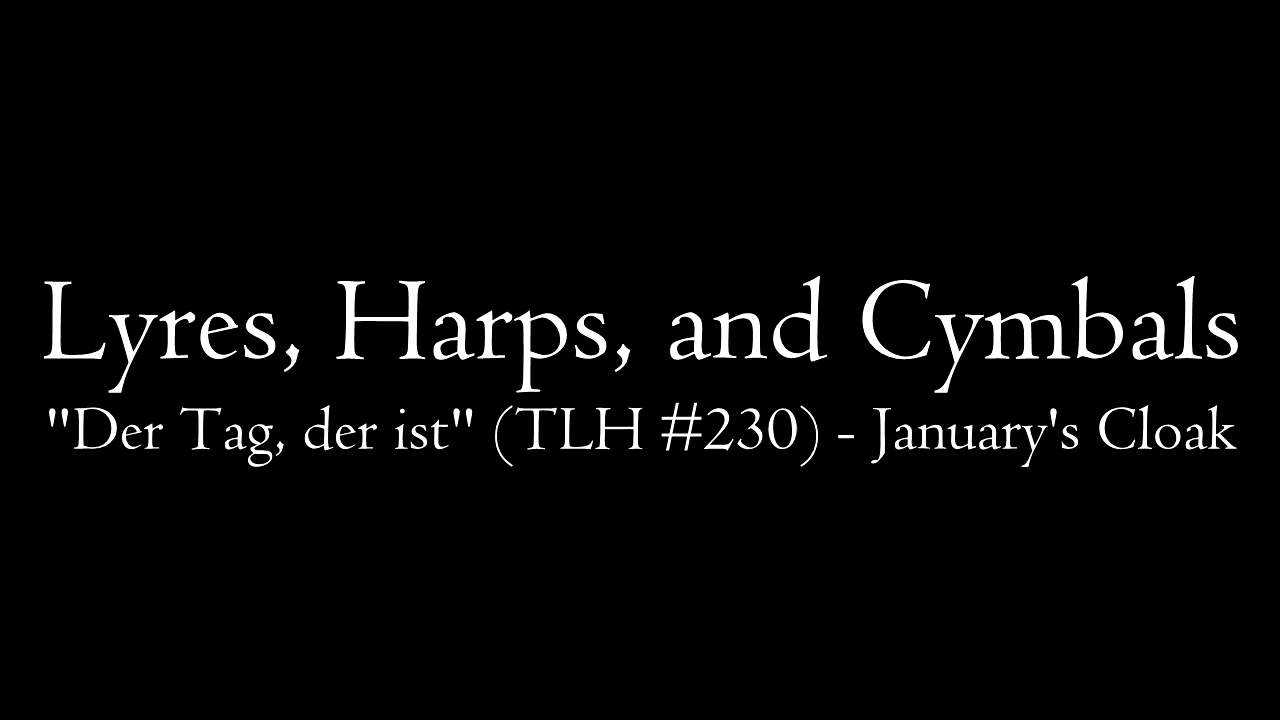 Lyres, Harps, and Cymbals
"Der Tag, der ist" (TLH #230) - January's Cloak